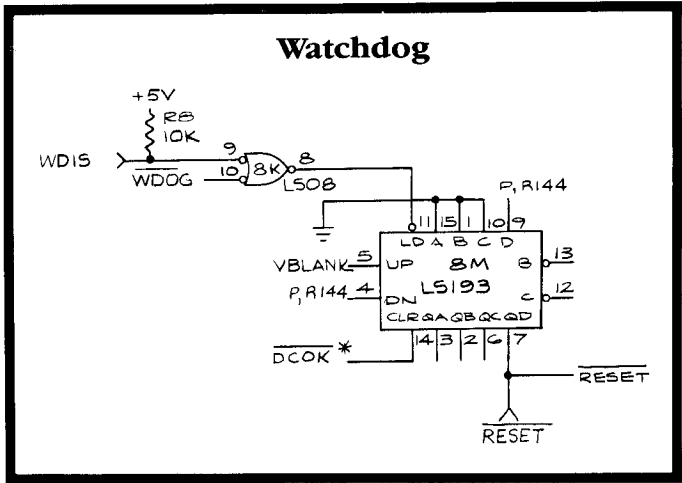 Watchdog
+5V
R8
10K
WDIS
9
8
WDOG
10
8K
LS08
P, R144
11 15 1 10 9
LD A B C D
VBLANK 5 UP
8M
B 13
P, R144 4 DN
LS193
C 12
CLR QA QB QC QD
DCOK *
14 3 2 6 7
RESET
RESET